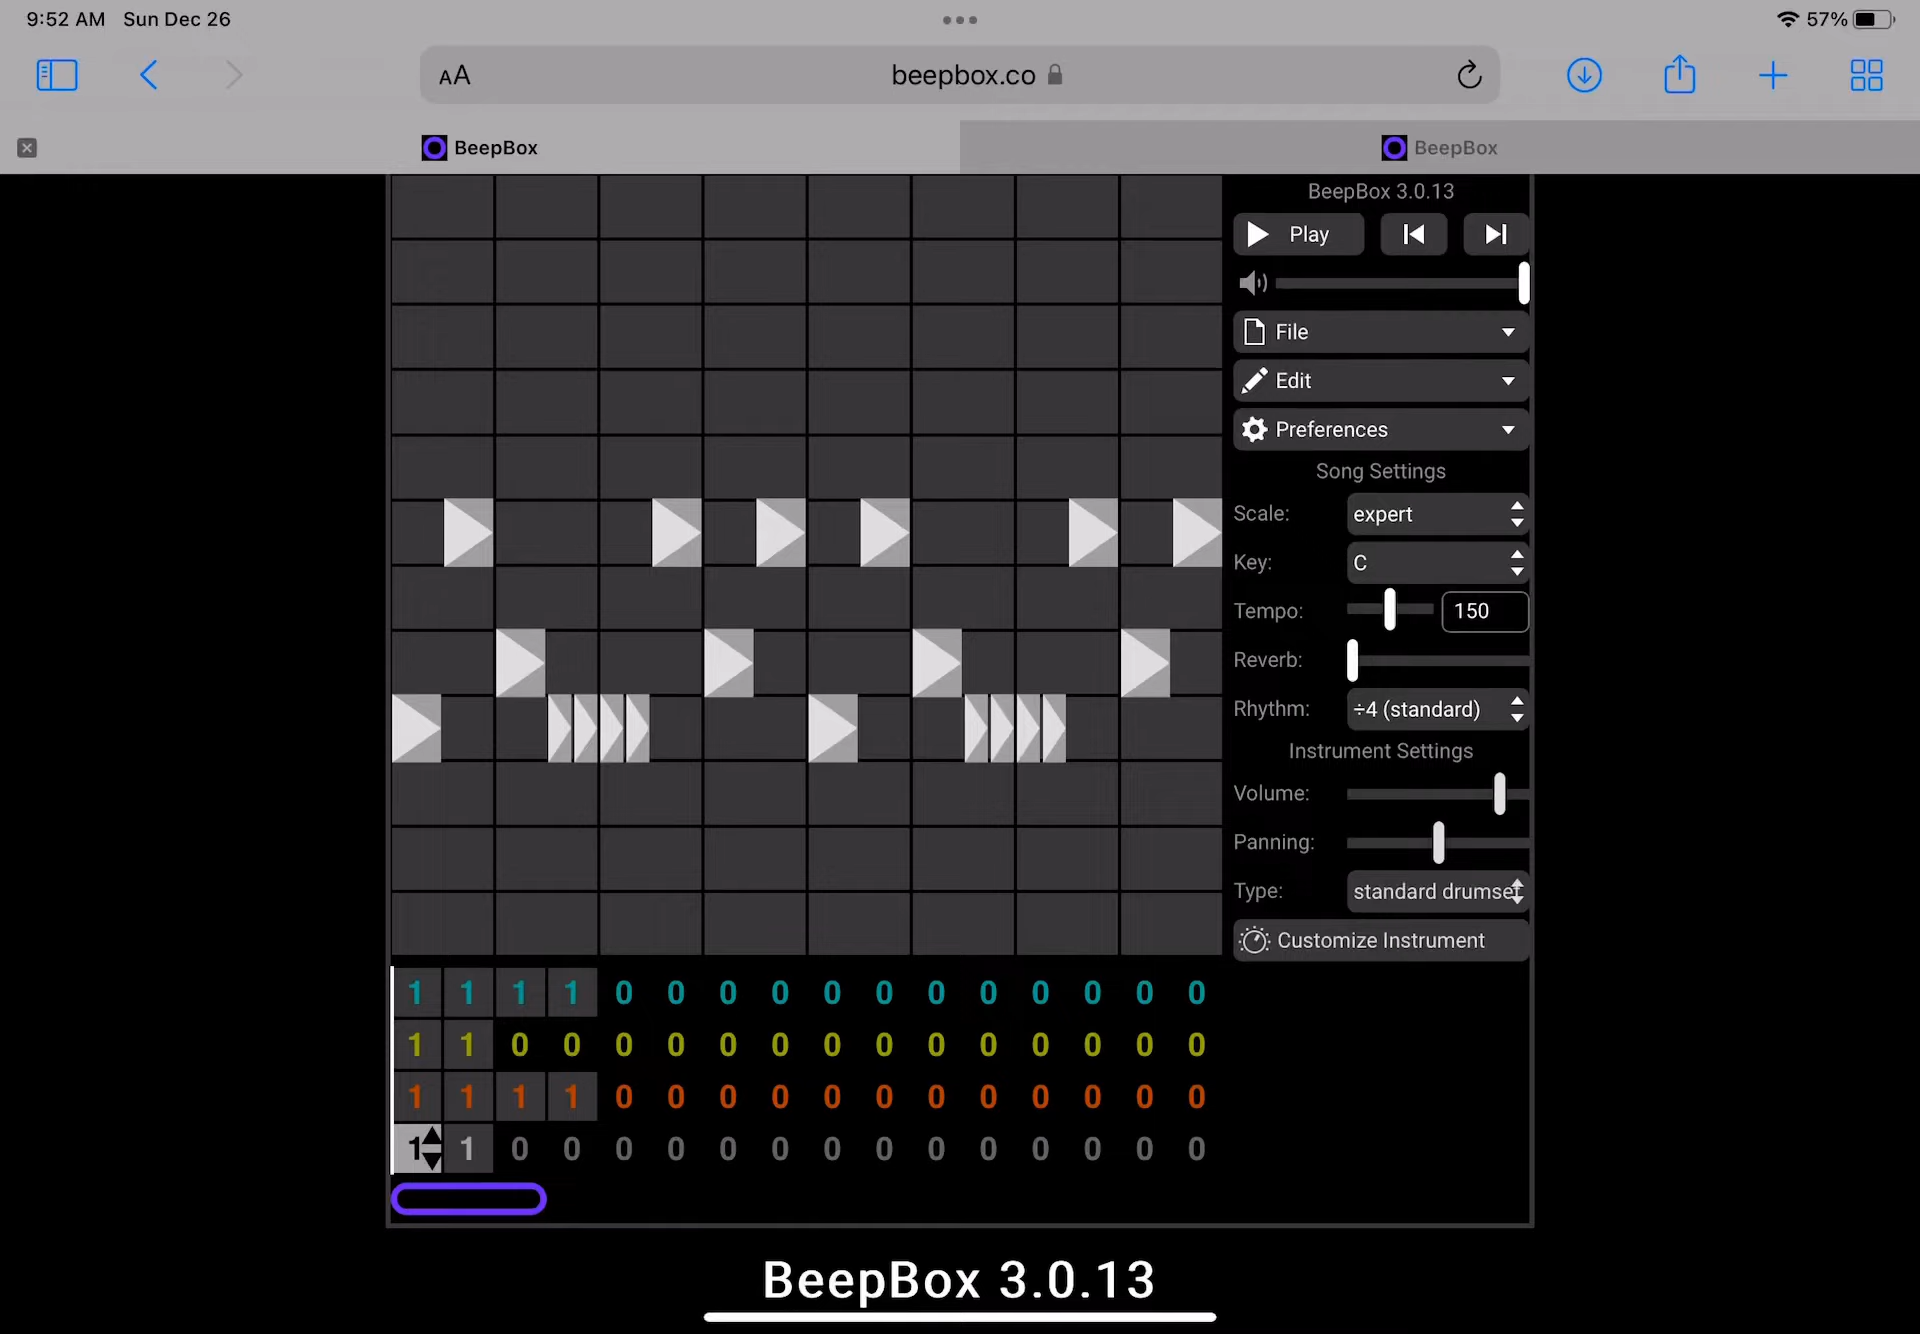 9:52 AM Sun Dec 26
57%
AA
beepbox.co
BeepBox
BeepBox
BeepBox 3.0.13
Play
File
Edit
Preferences
Song Settings
Scale: expert
Key: C
Tempo: 150
Reverb:
Rhythm: ÷4 (standard)
Instrument Settings
Volume:
Panning:
Type: standard drumset
Customize Instrument
1 1 1 1 0 0 0 0 0 0 0 0 0 0 0 0
1 1 0 0 0 0 0 0 0 0 0 0 0 0 0 0
1 1 1 1 0 0 0 0 0 0 0 0 0 0 0 0
1 1 0 0 0 0 0 0 0 0 0 0 0 0 0 0
BeepBox 3.0.13